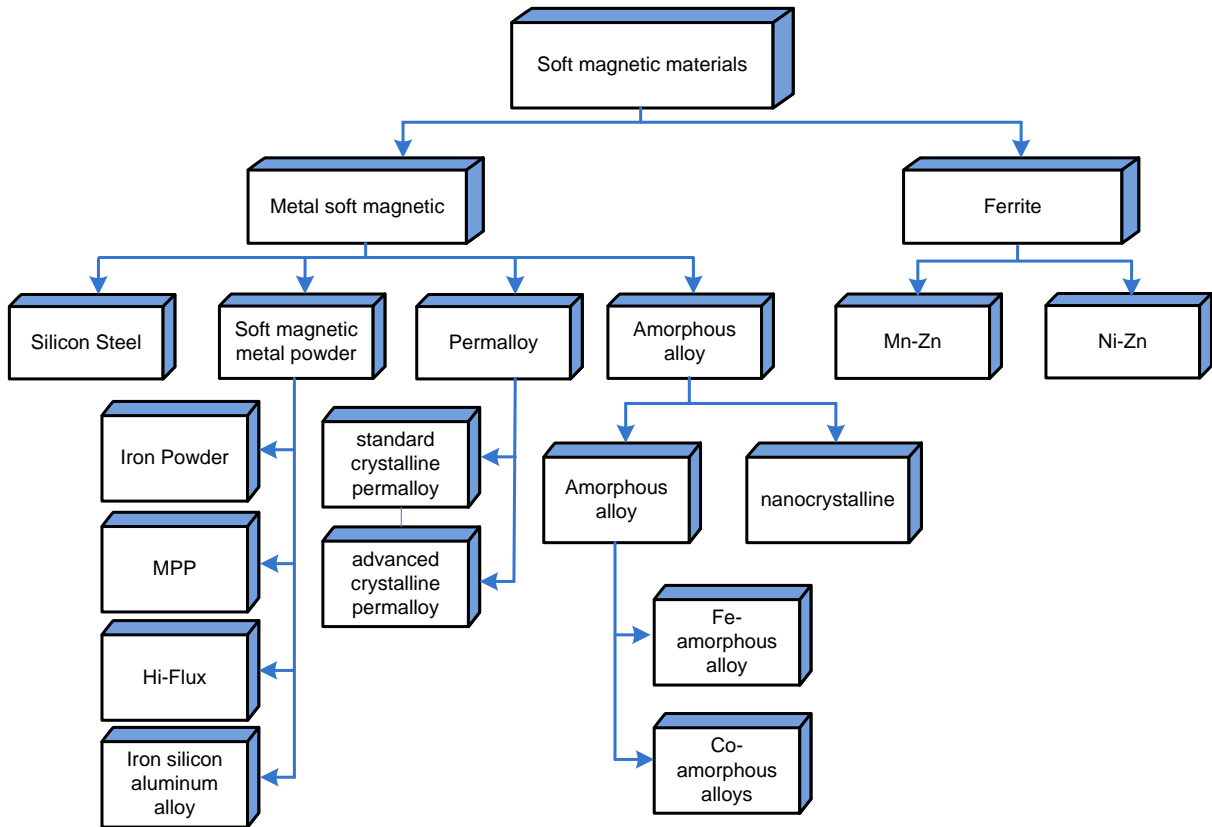 Soft magnetic materials
Metal soft magnetic
Ferrite
Silicon Steel
Soft magnetic
metal powder
Permalloy
Amorphous
alloy
Mn-Zn
Ni-Zn
Iron Powder
standard
crystalline
permalloy
Amorphous
alloy
nanocrystalline
MPP
advanced
crystalline
permalloy
Fe-
amorphous
alloy
Hi-Flux
Iron silicon
aluminum
alloy
Co-
amorphous
alloys